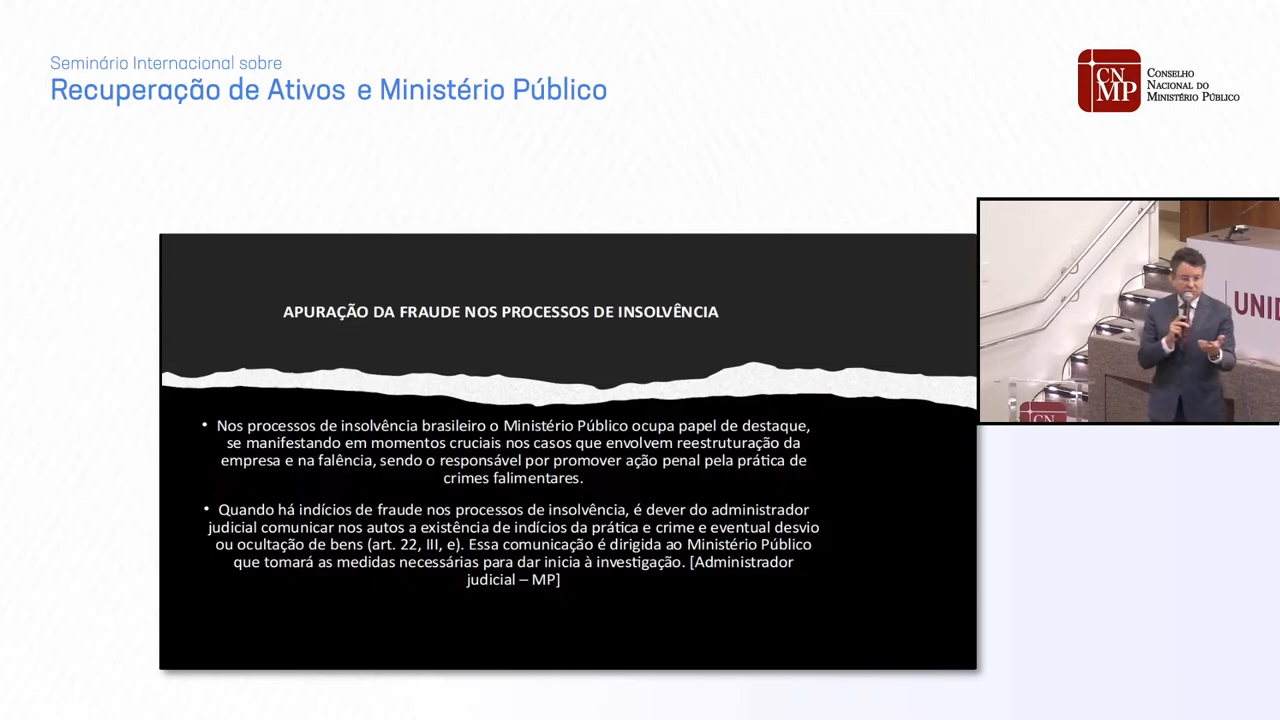 Seminário Internacional sobre
Recuperação de Ativos e Ministério Público
CN
MP
CONSELHO
NACIONAL DO
MINISTÉRIO PÚBLICO
APURAÇÃO DA FRAUDE NOS PROCESSOS DE INSOLVÊNCIA
• Nos processos de insolvência brasileiro o Ministério Público ocupa papel de destaque,
se manifestando em momentos cruciais nos casos que envolvem reestruturação da
empresa e na falência, sendo o responsável por promover ação penal pela prática de
crimes falimentares.
• Quando há indícios de fraude nos processos de insolvência, é dever do administrador
judicial comunicar nos autos a existência de indícios da prática e crime e eventual desvio
ou ocultação de bens (art. 22, III, e). Essa comunicação é dirigida ao Ministério Público
que tomará as medidas necessárias para dar inicia à investigação. [Administrador
judicial – MP]
UNID
CN